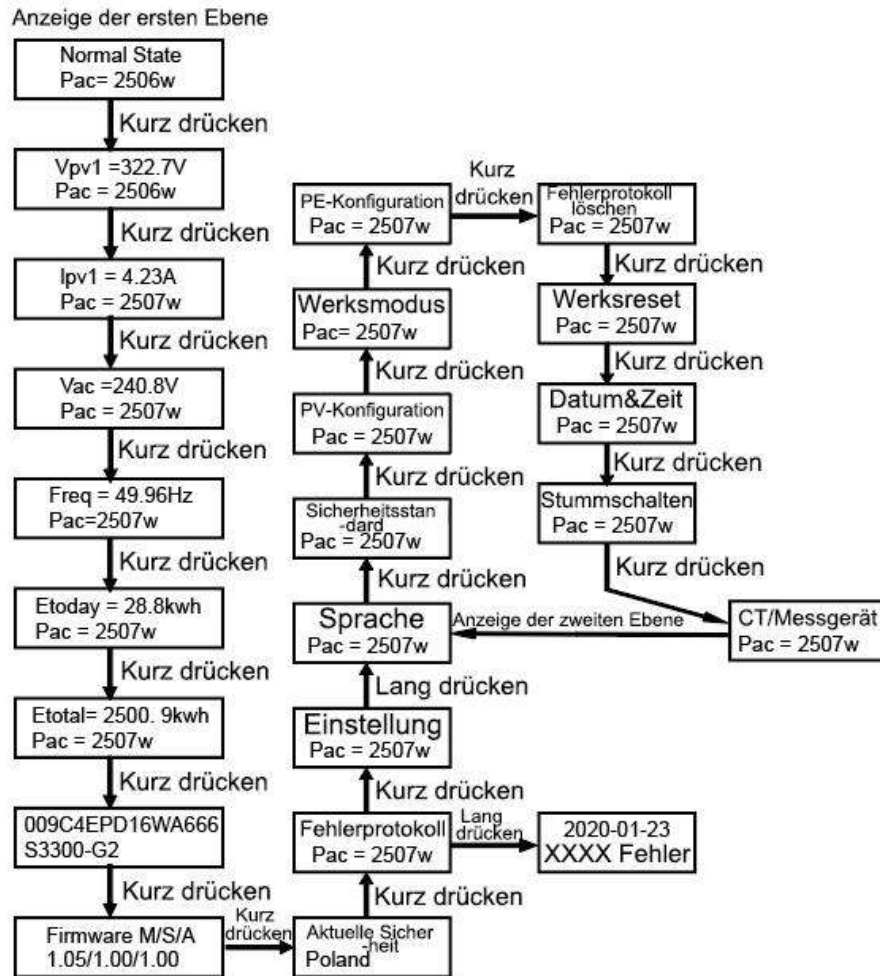 Anzeige der ersten Ebene
Normal State
Pac= 2506w
Kurz drücken
Vpv1 =322.7V
Pac = 2506w
Kurz drücken
Ipv1 = 4.23A
Pac = 2507w
Kurz drücken
Vac =240.8V
Pac = 2507w
Kurz drücken
Freq = 49.96Hz
Pac=2507w
Kurz drücken
Etoday = 28.8kwh
Pac = 2507w
Kurz drücken
Etotal= 2500. 9kwh
Pac = 2507w
Kurz drücken
009C4EPD16WA666
S3300-G2
Kurz drücken
Firmware M/S/A
1.05/1.00/1.00
Kurz
drücken
Aktuelle Sicher
-heit
Poland
Kurz drücken
Fehlerprotokoll
Pac = 2507w
Lang
drücken
2020-01-23
XXXX Fehler
Kurz drücken
Einstellung
Pac = 2507w
Lang drücken
Sprache
Pac = 2507w
Kurz drücken
Sicherheitsstan
-dard
Pac = 2507w
Kurz drücken
PV-Konfiguration
Pac = 2507w
Kurz drücken
Werksmodus
Pac= 2507w
Kurz drücken
PE-Konfiguration
Pac = 2507w
Kurz
drücken
Fehlerprotokoll
löschen
Pac = 2507w
Kurz drücken
Werksreset
Pac = 2507w
Kurz drücken
Datum&Zeit
Pac = 2507w
Kurz drücken
Stummschalten
Pac = 2507w
Kurz drücken
CT/Messgerät
Pac = 2507w
Anzeige der zweiten Ebene